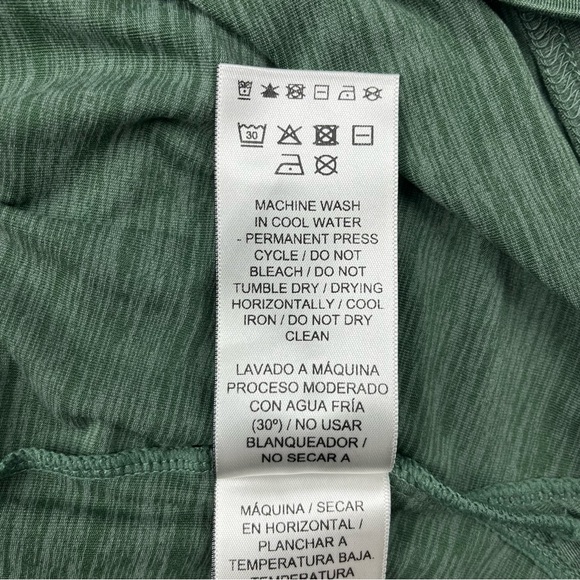 30
MACHINE WASH
IN COOL WATER
- PERMANENT PRESS
CYCLE / DO NOT
BLEACH / DO NOT
TUMBLE DRY / DRYING
HORIZONTALLY / COOL
IRON / DO NOT DRY
CLEAN
LAVADO A MÁQUINA
PROCESO MODERADO
CON AGUA FRÍA
(30º) / NO USAR
BLANQUEADOR /
NO SECAR A
MÁQUINA / SECAR
EN HORIZONTAL /
PLANCHAR A
TEMPERATURA BAJA.
TEMPERATURA